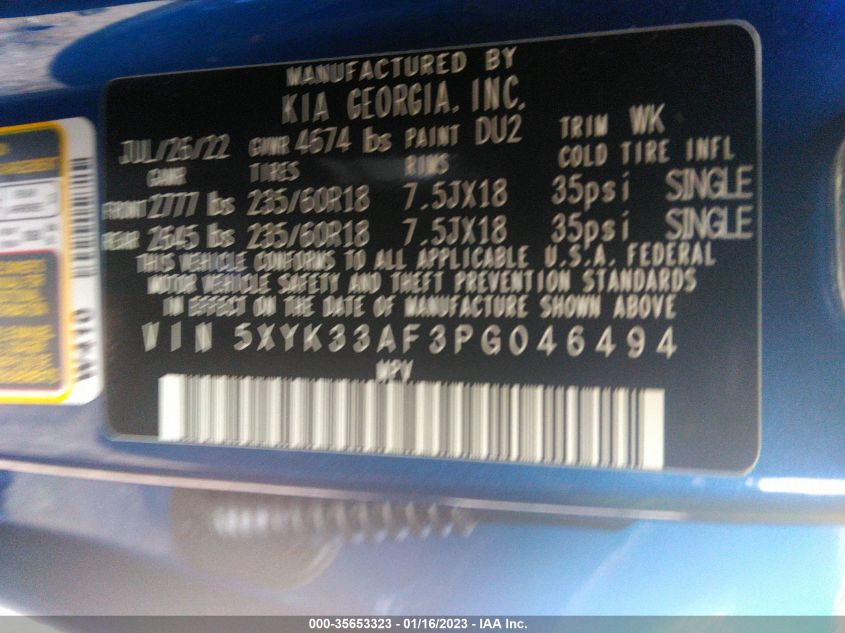 MANUFACTURED BY
KIA GEORGIA, INC.
JUL/26/22 GVWR 4674 lbs PAINT DU2 TRIM WK
GAWR TIRES RIMS COLD TIRE INFL
FRONT 2777 lbs 235/60R18 7.5JX18 35psi SINGLE
REAR 2645 lbs 235/60R18 7.5JX18 35psi SINGLE
THIS VEHICLE CONFORMS TO ALL APPLICABLE U.S.A. FEDERAL
MOTOR VEHICLE SAFETY AND THEFT PREVENTION STANDARDS
IN EFFECT ON THE DATE OF MANUFACTURE SHOWN ABOVE
VIN 5XYK33AF3PG046494
MPV
W410
000-35653323 - 01/16/2023 - IAA Inc.